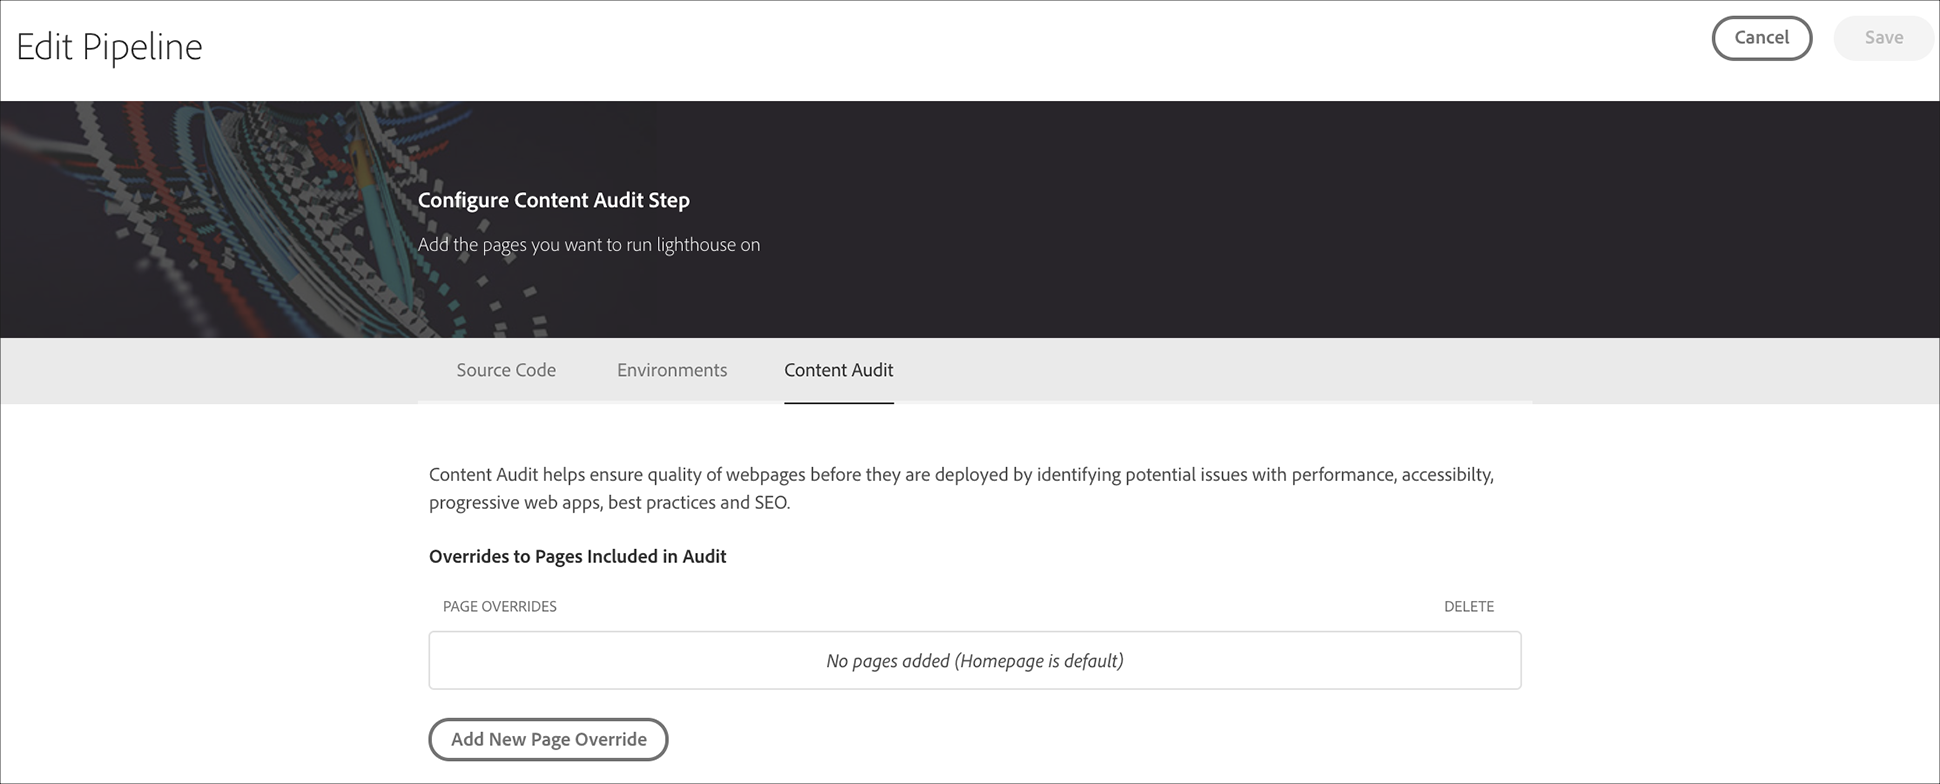 Edit Pipeline
Cancel
Save
Configure Content Audit Step
Add the pages you want to run lighthouse on
Source Code
Environments
Content Audit
Content Audit helps ensure quality of webpages before they are deployed by identifying potential issues with performance, accessibilty,
progressive web apps, best practices and SEO.
Overrides to Pages Included in Audit
PAGE OVERRIDES
DELETE
No pages added (Homepage is default)
Add New Page Override